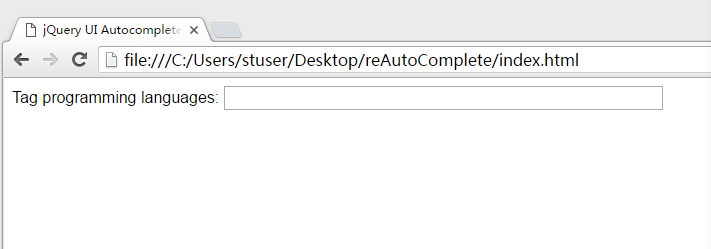 jQuery UI Autocomplete
file:///C:/Users/stuser/Desktop/reAutoComplete/index.html
Tag programming languages: